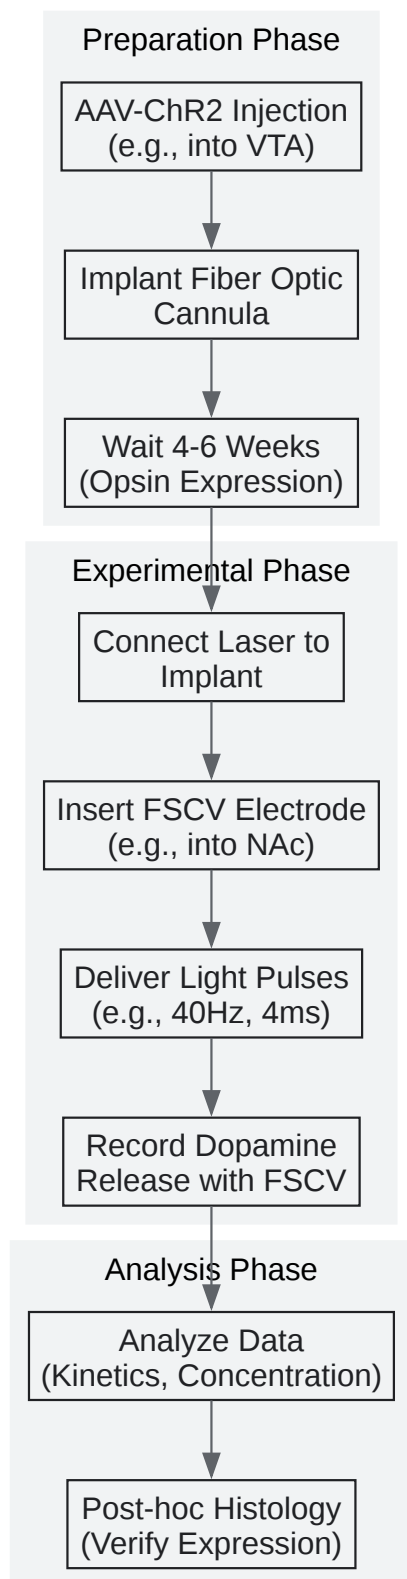 Preparation Phase
AAV-ChR2 Injection
(e.g., into VTA)
Implant Fiber Optic
Cannula
Wait 4-6 Weeks
(Opsin Expression)
Experimental Phase
Connect Laser to
Implant
Insert FSCV Electrode
(e.g., into NAc)
Deliver Light Pulses
(e.g., 40Hz, 4ms)
Record Dopamine
Release with FSCV
Analysis Phase
Analyze Data
(Kinetics, Concentration)
Post-hoc Histology
(Verify Expression)